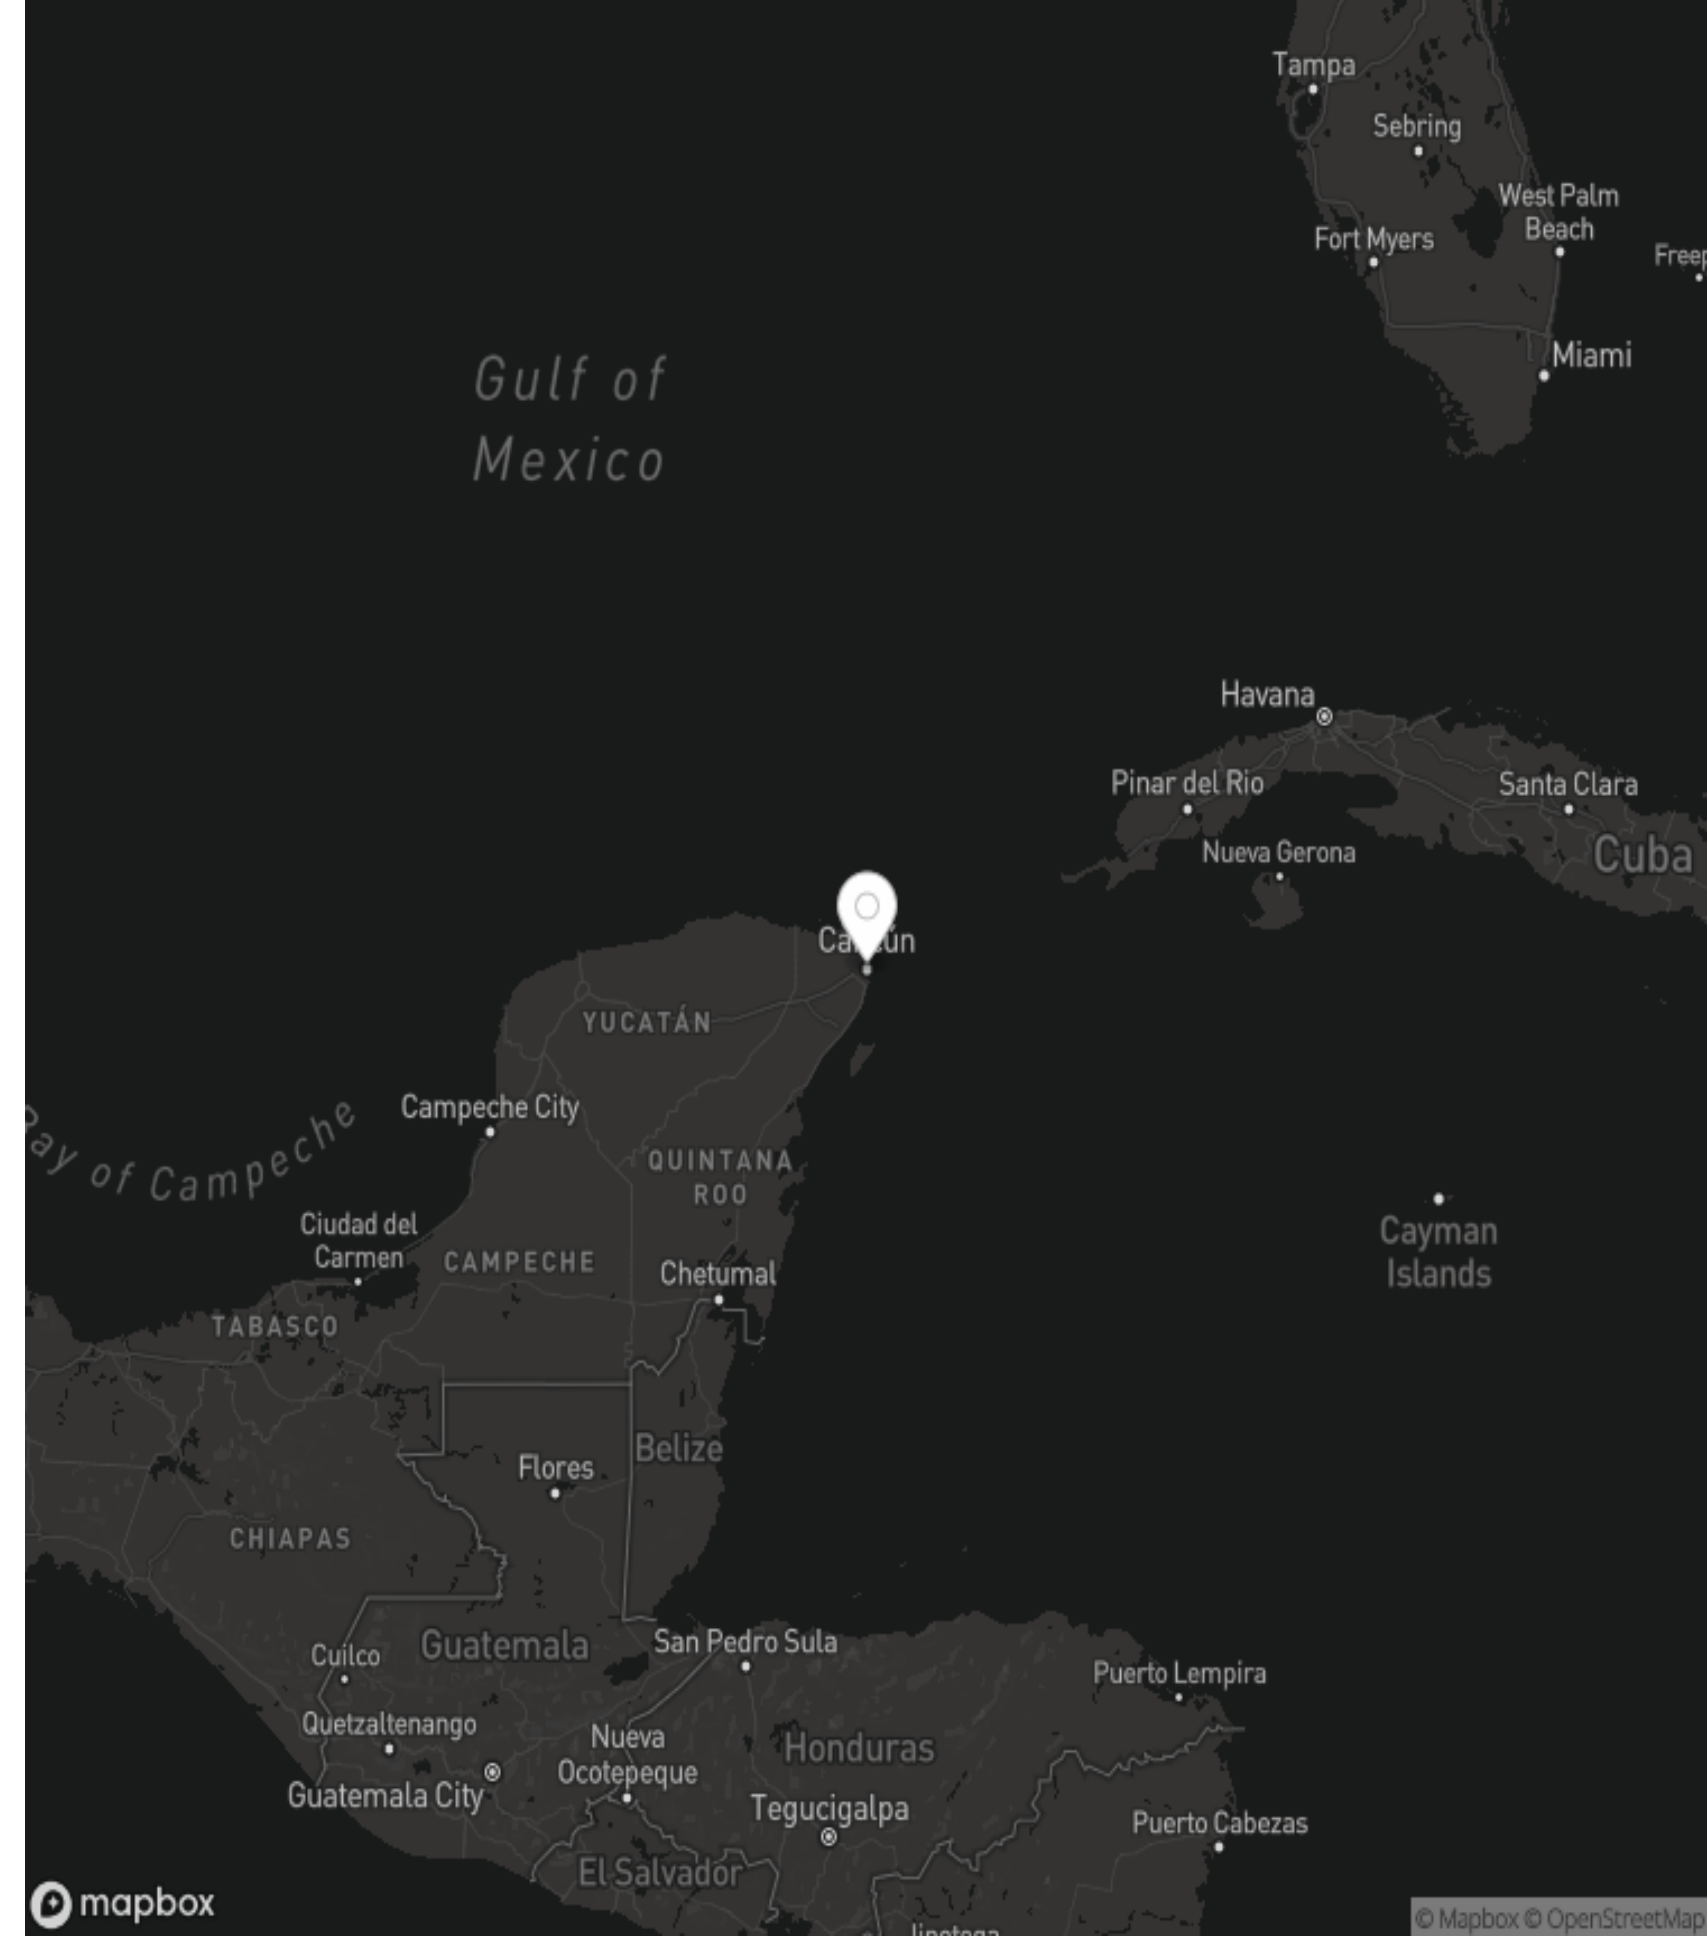 Tampa
Sebring
West Palm
Beach
Fort Myers
Miami
Gulf of
Mexico
Havana
Pinar del Rio
Santa Clara
Nueva Gerona
Cuba
YUCATÁN
Campeche City
Bay of Campeche
QUINTANA
ROO
Ciudad del
Carmen
CAMPECHE
Chetumal
Cayman
Islands
TABASCO
Belize
Flores
CHIAPAS
Guatemala
San Pedro Sula
Cuilco
Puerto Lempira
Quetzaltenango
Nueva
Ocotepeque
Honduras
Guatemala City
Tegucigalpa
Puerto Cabezas
El Salvador
mapbox
© Mapbox © OpenStreetMap